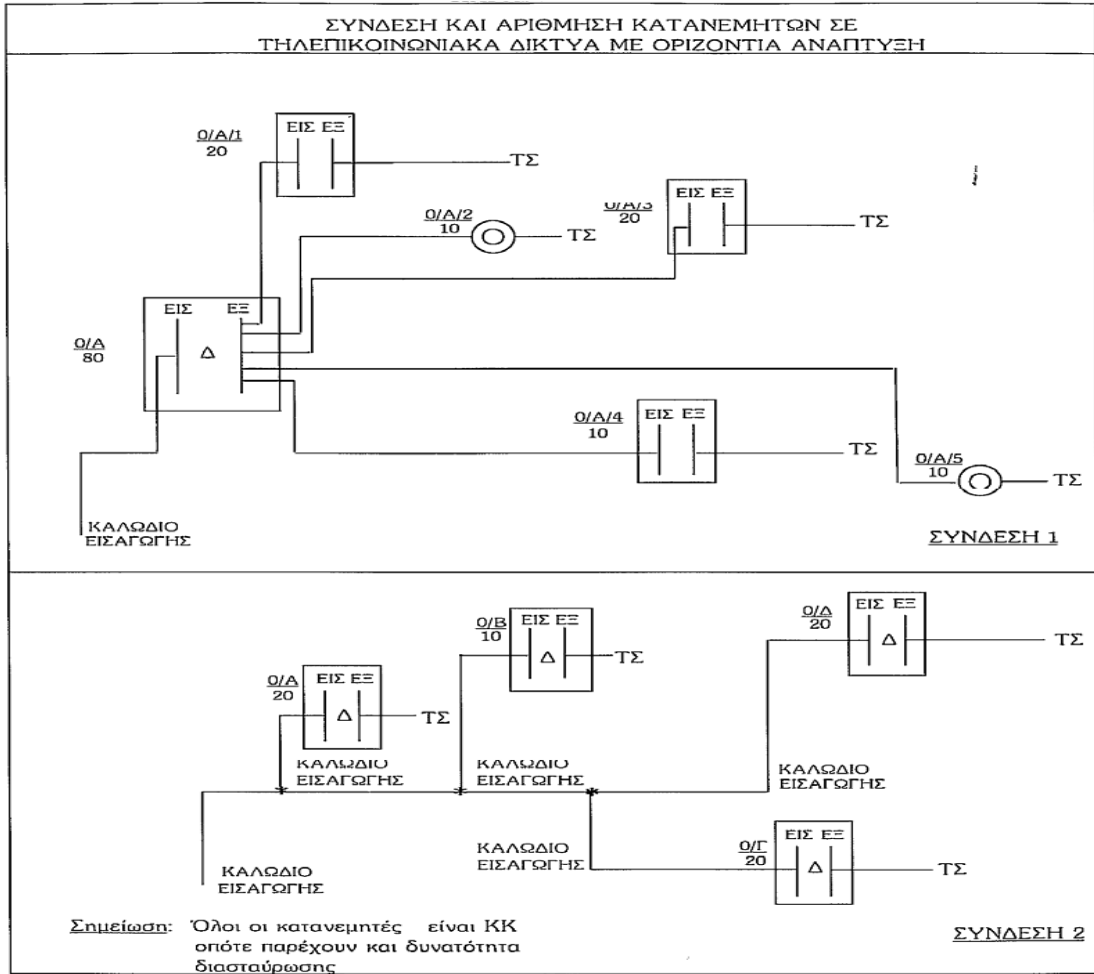 ΣΥΝΔΕΣΗ ΚΑΙ ΑΡΙΘΜΗΣΗ ΚΑΤΑΝΕΜΗΤΩΝ ΣΕ
ΤΗΛΕΠΙΚΟΙΝΩΝΙΑΚΑ ΔΙΚΤΥΑ ΜΕ ΟΡΙΖΟΝΤΙΑ ΑΝΑΠΤΥΞΗ
0/Α/1
20
ΕΙΣ ΕΞ
ΤΣ
0/Α/2
10
ΤΣ
0/Α/3
20
ΕΙΣ ΕΞ
ΤΣ
0/Α
80
ΕΙΣ ΕΞ
Δ
0/Α/4
10
ΕΙΣ ΕΞ
ΤΣ
0/Α/5
10
ΤΣ
ΚΑΛΩΔΙΟ
ΕΙΣΑΓΩΓΗΣ
ΣΥΝΔΕΣΗ 1
0/Α
20
ΕΙΣ ΕΞ
Δ
ΤΣ
0/Β
10
ΕΙΣ ΕΞ
Δ
ΤΣ
0/Δ
20
ΕΙΣ ΕΞ
Δ
ΤΣ
ΚΑΛΩΔΙΟ
ΕΙΣΑΓΩΓΗΣ
ΚΑΛΩΔΙΟ
ΕΙΣΑΓΩΓΗΣ
ΚΑΛΩΔΙΟ
ΕΙΣΑΓΩΓΗΣ
ΚΑΛΩΔΙΟ
ΕΙΣΑΓΩΓΗΣ
ΚΑΛΩΔΙΟ
ΕΙΣΑΓΩΓΗΣ
0/Γ
20
ΕΙΣ ΕΞ
Δ
ΤΣ
Σημείωση: Όλοι οι κατανεμητές είναι ΚΚ
οπότε παρέχουν και δυνατότητα
διασταύρωσης
ΣΥΝΔΕΣΗ 2